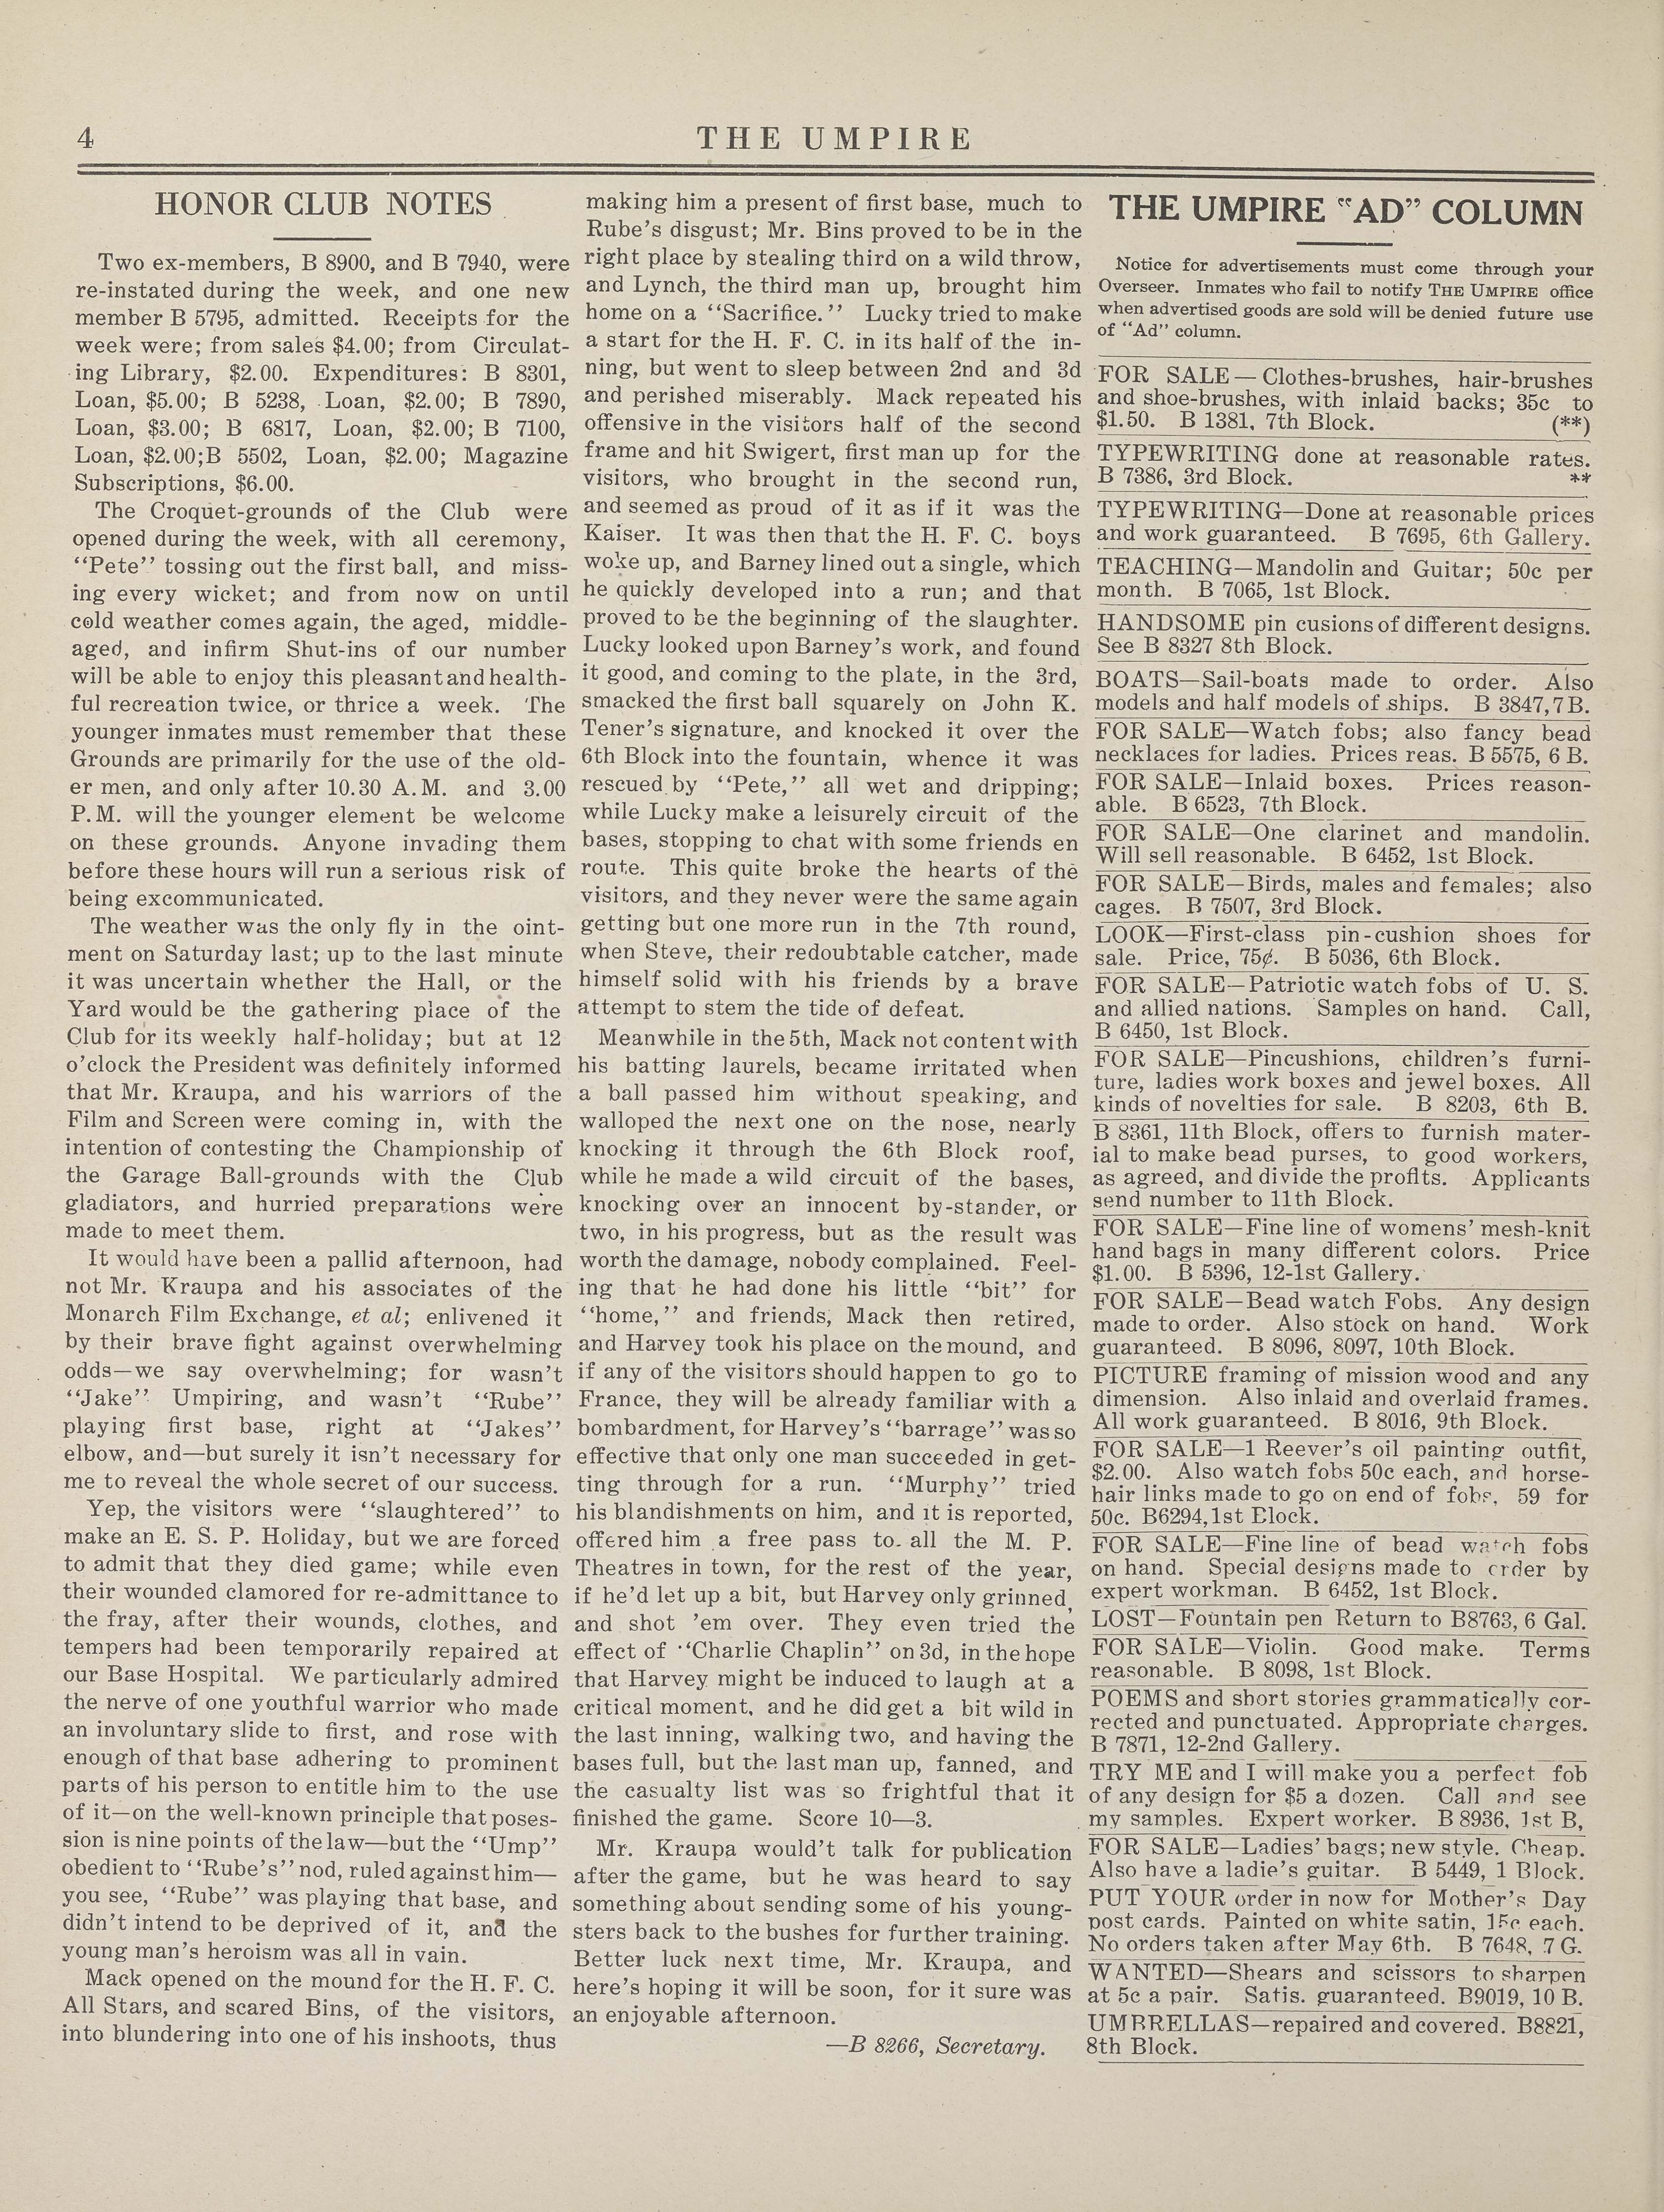 4
THE UMPIRE
HONOR CLUB NOTES
Two ex-members, B 8900, and B 7940, were
re-instated during the week, and one new
member B 5795, admitted. Receipts for the
week were; from sales $4.00; from Circulat-
ing Library, $2.00. Expenditures: B 8301,
Loan, $5.00; B 5238, Loan, $2.00; B 7890,
Loan, $3.00; B 6817, Loan, $2.00; B 7100,
Loan, $2.00;B 5502, Loan, $2.00; Magazine
Subscriptions, $6.00.
The Croquet-grounds of the Club were
opened during the week, with all ceremony,
‘‘Pete’’ tossing out the first ball, and miss-
ing every wicket; and from now on until
cold weather comes again, the aged, middle-
aged, and infirm Shut-ins of our number
will be able to enjoy this pleasant and health-
ful recreation twice, or thrice a week. The
younger inmates must remember that these
Grounds are primarily for the use of the old-
er men, and only after 10.30 A.M. and 3.00
P.M. will the younger element be welcome
on these grounds. Anyone invading them
before these hours will run a serious risk of
being excommunicated.
The weather was the only fly in the oint-
ment on Saturday last; up to the last minute
it was uncertain whether the Hall, or the
Yard would be the gathering place of the
Club for its weekly half-holiday; but at 12
o’clock the President was definitely informed
that Mr. Kraupa, and his warriors of the
Film and Screen were coming in, with the
intention of contesting the Championship of
the Garage Ball-grounds with the Club
gladiators, and hurried preparations were
made to meet them.
It would have been a pallid afternoon, had
not Mr. Kraupa and his associates of the
Monarch Film Exchange, et al; enlivened it
by their brave fight against overwhelming
odds—we say overwhelming; for wasn’t
‘‘Jake’’ Umpiring, and wasn’t ‘‘Rube’’
playing first base, right at ‘‘Jakes’’
elbow, and—but surely it isn’t necessary for
me to reveal the whole secret of our success.
Yep, the visitors were ‘‘slaughtered’’ to
make an E. S. P. Holiday, but we are forced
to admit that they died game; while even
their wounded clamored for re-admittance to
the fray, after their wounds, clothes, and
tempers had been temporarily repaired at
our Base Hospital. We particularly admired
the nerve of one youthful warrior who made
an involuntary slide to first, and rose with
enough of that base adhering to prominent
parts of his person to entitle him to the use
of it—on the well-known principle that poses-
sion is nine points of the law—but the ‘‘Ump’’
obedient to ‘‘Rube’s’’ nod, ruled against him—
you see, ‘‘Rube’’ was playing that base, and
didn’t intend to be deprived of it, and the
young man’s heroism was all in vain.
Mack opened on the mound for the H. F. C.
All Stars, and scared Bins, of the visitors,
into blundering into one of his inshoots, thus
making him a present of first base, much to
Rube’s disgust; Mr. Bins proved to be in the
right place by stealing third on a wild throw,
and Lynch, the third man up, brought him
home on a ‘‘Sacrifice.’’ Lucky tried to make
a start for the H. F. C. in its half of the in-
ning, but went to sleep between 2nd and 3d
and perished miserably. Mack repeated his
offensive in the visitors half of the second
frame and hit Swigert, first man up for the
visitors, who brought in the second run,
and seemed as proud of it as if it was the
Kaiser. It was then that the H. F. C. boys
woke up, and Barney lined out a single, which
he quickly developed into a run; and that
proved to be the beginning of the slaughter.
Lucky looked upon Barney’s work, and found
it good, and coming to the plate, in the 3rd,
smacked the first ball squarely on John K.
Tener’s signature, and knocked it over the
6th Block into the fountain, whence it was
rescued by ‘‘Pete,’’ all wet and dripping;
while Lucky make a leisurely circuit of the
bases, stopping to chat with some friends en
route. This quite broke the hearts of the
visitors, and they never were the same again
getting but one more run in the 7th round,
when Steve, their redoubtable catcher, made
himself solid with his friends by a brave
attempt to stem the tide of defeat.
Meanwhile in the 5th, Mack not content with
his batting laurels, became irritated when
a ball passed him without speaking, and
walloped the next one on the nose, nearly
knocking it through the 6th Block roof,
while he made a wild circuit of the bases,
knocking over an innocent by-stander, or
two, in his progress, but as the result was
worth the damage, nobody complained. Feel-
ing that he had done his little ‘‘bit’’ for
‘‘home,’’ and friends, Mack then retired,
and Harvey took his place on the mound, and
if any of the visitors should happen to go to
France, they will be already familiar with a
bombardment, for Harvey’s ‘‘barrage’’ was so
effective that only one man succeeded in get-
ting through for a run. ‘‘Murphy’’ tried
his blandishments on him, and it is reported,
offered him a free pass to all the M. P.
Theatres in town, for the rest of the year,
if he’d let up a bit, but Harvey only grinned,
and shot ’em over. They even tried the
effect of ‘‘Charlie Chaplin’’ on 3d, in the hope
that Harvey might be induced to laugh at a
critical moment, and he did get a bit wild in
the last inning, walking two, and having the
bases full, but the last man up, fanned, and
the casualty list was so frightful that it
finished the game. Score 10—3.
Mr. Kraupa would’t talk for publication
after the game, but he was heard to say
something about sending some of his young-
sters back to the bushes for further training.
Better luck next time, Mr. Kraupa, and
here’s hoping it will be soon, for it sure was
an enjoyable afternoon.
—B 8266, Secretary.
THE UMPIRE “AD” COLUMN
Notice for advertisements must come through your
Overseer. Inmates who fail to notify THE UMPIRE office
when advertised goods are sold will be denied future use
of ‘‘Ad’’ column.
FOR SALE—Clothes-brushes, hair-brushes
and shoe-brushes, with inlaid backs; 35c to
$1.50. B 1381, 7th Block. (**)
TYPEWRITING done at reasonable rates.
B 7386, 3rd Block. **
TYPEWRITING—Done at reasonable prices
and work guaranteed. B 7695, 6th Gallery.
TEACHING—Mandolin and Guitar; 50c per
month. B 7065, 1st Block.
HANDSOME pin cusions of different designs.
See B 8327 8th Block.
BOATS—Sail-boats made to order. Also
models and half models of ships. B 3847, 7 B.
FOR SALE—Watch fobs; also fancy bead
necklaces for ladies. Prices reas. B 5575, 6 B.
FOR SALE—Inlaid boxes. Prices reason-
able. B 6523, 7th Block.
FOR SALE—One clarinet and mandolin.
Will sell reasonable. B 6452, 1st Block.
FOR SALE—Birds, males and females; also
cages. B 7507, 3rd Block.
LOOK—First-class pin-cushion shoes for
sale. Price, 75¢. B 5036, 6th Block.
FOR SALE—Patriotic watch fobs of U. S.
and allied nations. Samples on hand. Call,
B 6450, 1st Block.
FOR SALE—Pincushions, children’s furni-
ture, ladies work boxes and jewel boxes. All
kinds of novelties for sale. B 8203, 6th B.
B 8361, 11th Block, offers to furnish mater-
ial to make bead purses, to good workers,
as agreed, and divide the profits. Applicants
send number to 11th Block.
FOR SALE—Fine line of womens’ mesh-knit
hand bags in many different colors. Price
$1.00. B 5396, 12-1st Gallery.
FOR SALE—Bead watch Fobs. Any design
made to order. Also stock on hand. Work
guaranteed. B 8096, 8097, 10th Block.
PICTURE framing of mission wood and any
dimension. Also inlaid and overlaid frames.
All work guaranteed. B 8016, 9th Block.
FOR SALE—1 Reever’s oil painting outfit,
$2.00. Also watch fobs 50c each, and horse-
hair links made to go on end of fobs, 59 for
50c. B6294,1st Block.
FOR SALE—Fine line of bead watch fobs
on hand. Special designs made to order by
expert workman. B 6452, 1st Block.
LOST—Fountain pen Return to B8763, 6 Gal.
FOR SALE—Violin. Good make. Terms
reasonable. B 8098, 1st Block.
POEMS and short stories grammatically cor-
rected and punctuated. Appropriate charges.
B 7871, 12-2nd Gallery.
TRY ME and I will make you a perfect fob
of any design for $5 a dozen. Call and see
my samples. Expert worker. B 8936, 1st B,
FOR SALE—Ladies’ bags; new style. Cheap.
Also have a ladie’s guitar. B 5449, 1 Block.
PUT YOUR order in now for Mother’s Day
post cards. Painted on white satin, 15c each.
No orders taken after May 6th. B 7648, 7 G.
WANTED—Shears and scissors to sharpen
at 5c a pair. Satis. guaranteed. B9019, 10 B.
UMBRELLAS—repaired and covered. B8821,
8th Block.